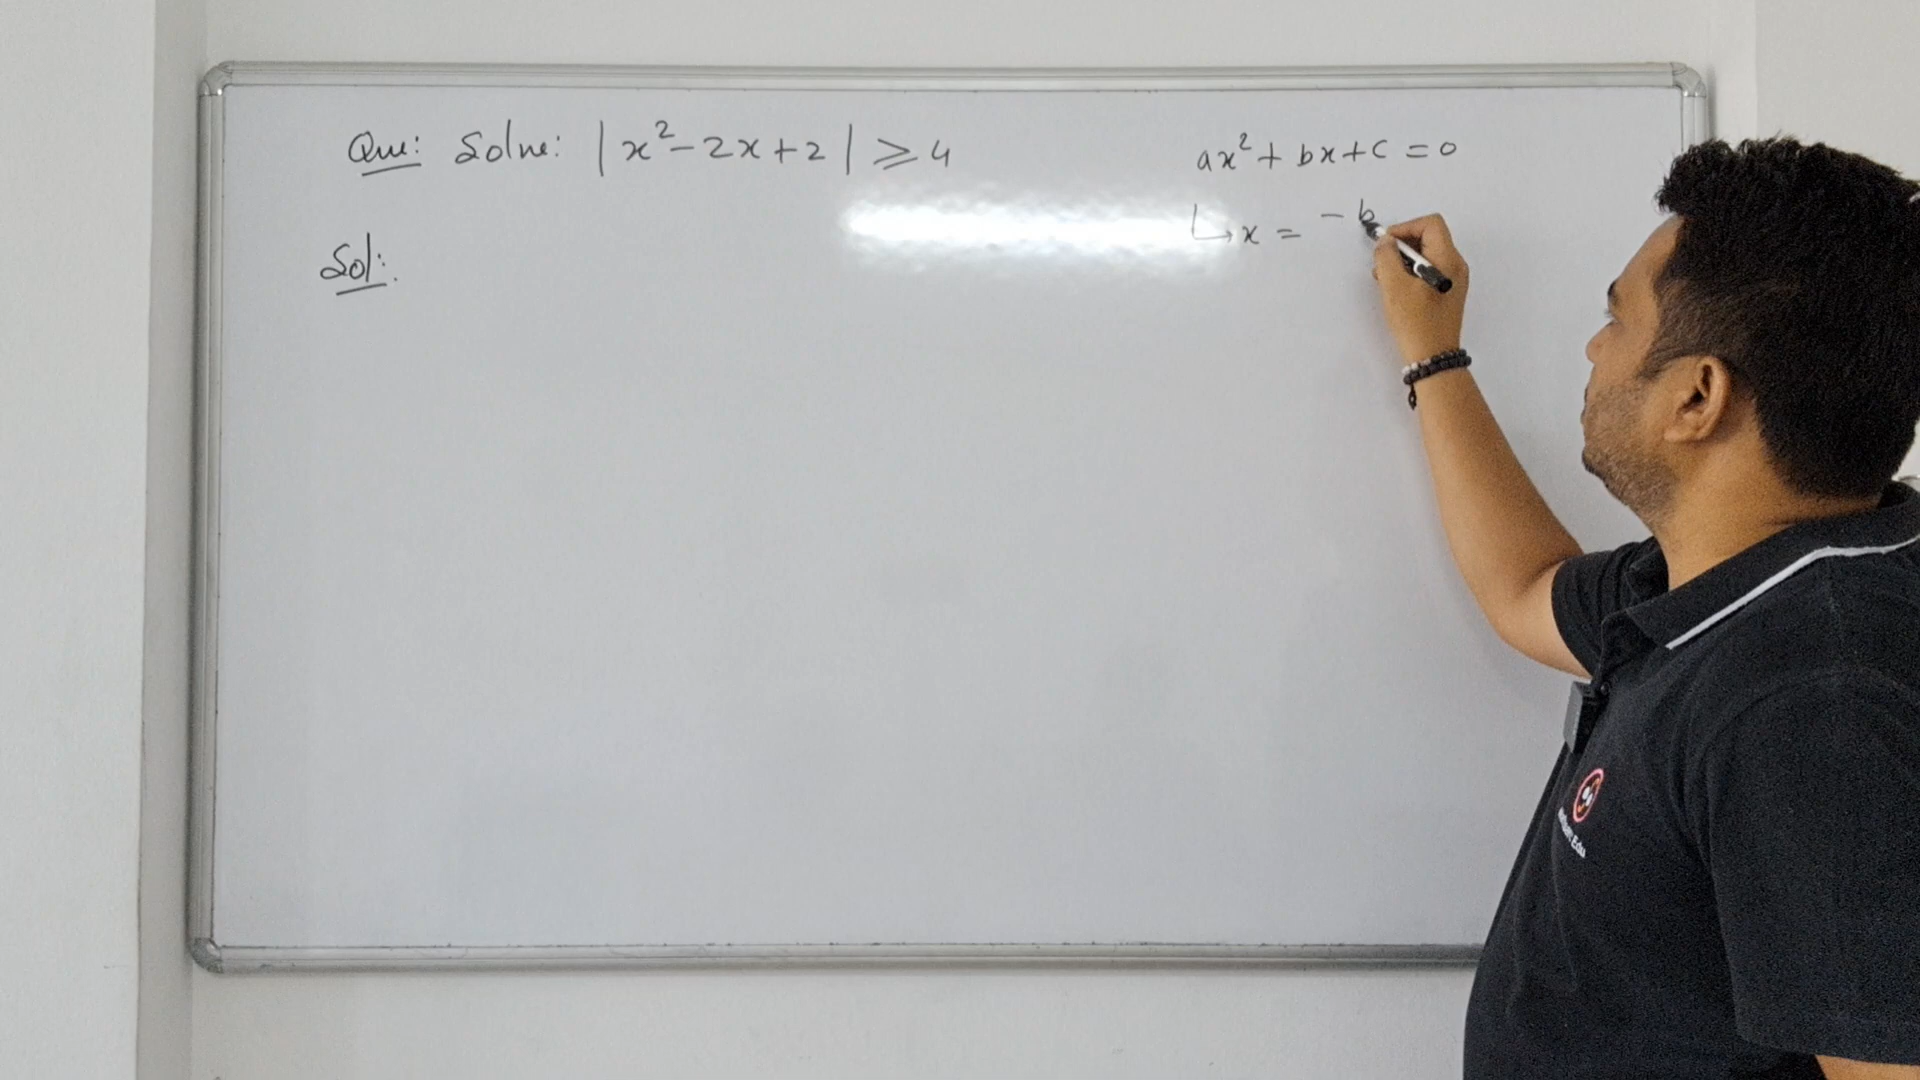 Que: Solve: |x²-2x+2| ⩾ 4
ax²+bx+c=0
↳x = -b
Sol:.